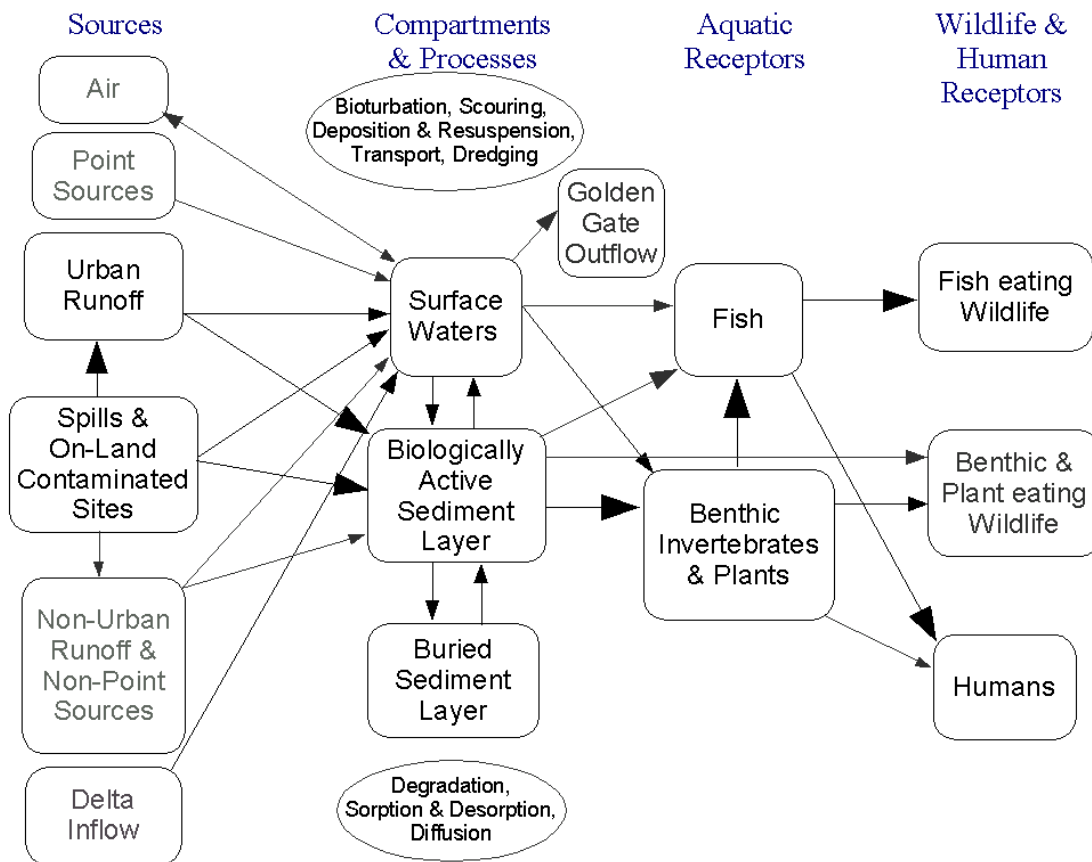 Sources
Compartments
& Processes
Aquatic
Receptors
Wildlife &
Human
Receptors
Air
Point
Sources
Urban
Runoff
Spills &
On-Land
Contaminated
Sites
Non-Urban
Runoff &
Non-Point
Sources
Delta
Inflow
Bioturbation, Scouring,
Deposition & Resuspension,
Transport, Dredging
Golden
Gate
Outflow
Surface
Waters
Biologically
Active
Sediment
Layer
Buried
Sediment
Layer
Degradation,
Sorption & Desorption,
Diffusion
Fish
Benthic
Invertebrates
& Plants
Fish eating
Wildlife
Benthic &
Plant eating
Wildlife
Humans